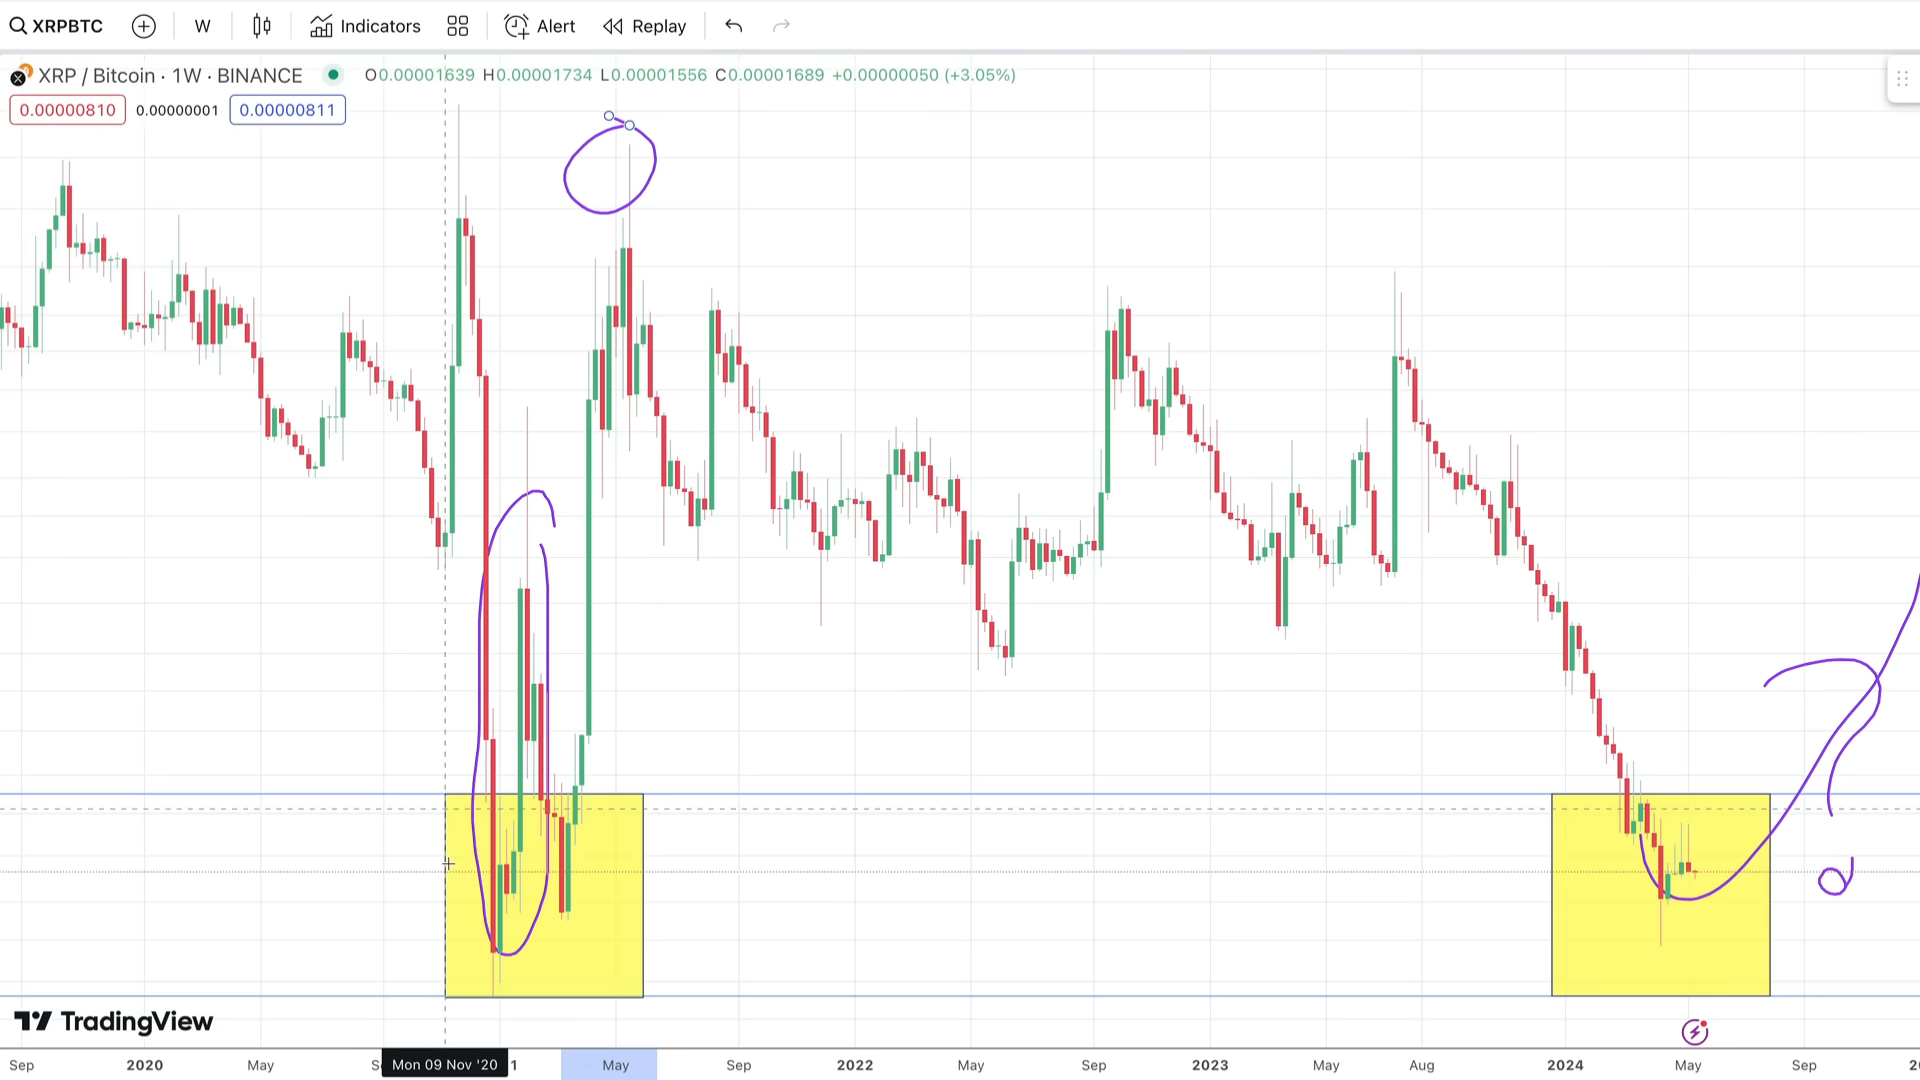 XRPBTC W Indicators Alert Replay
XRP / Bitcoin · 1W · BINANCE O0.00001639 H0.00001734 L0.00001556 C0.00001689 +0.00000050 (+3.05%)
0.00000810 0.00000001 0.00000811
TradingView
Sep 2020 May S Mon 09 Nov '20 1 May Sep 2022 May Sep 2023 May Aug 2024 May Sep 2